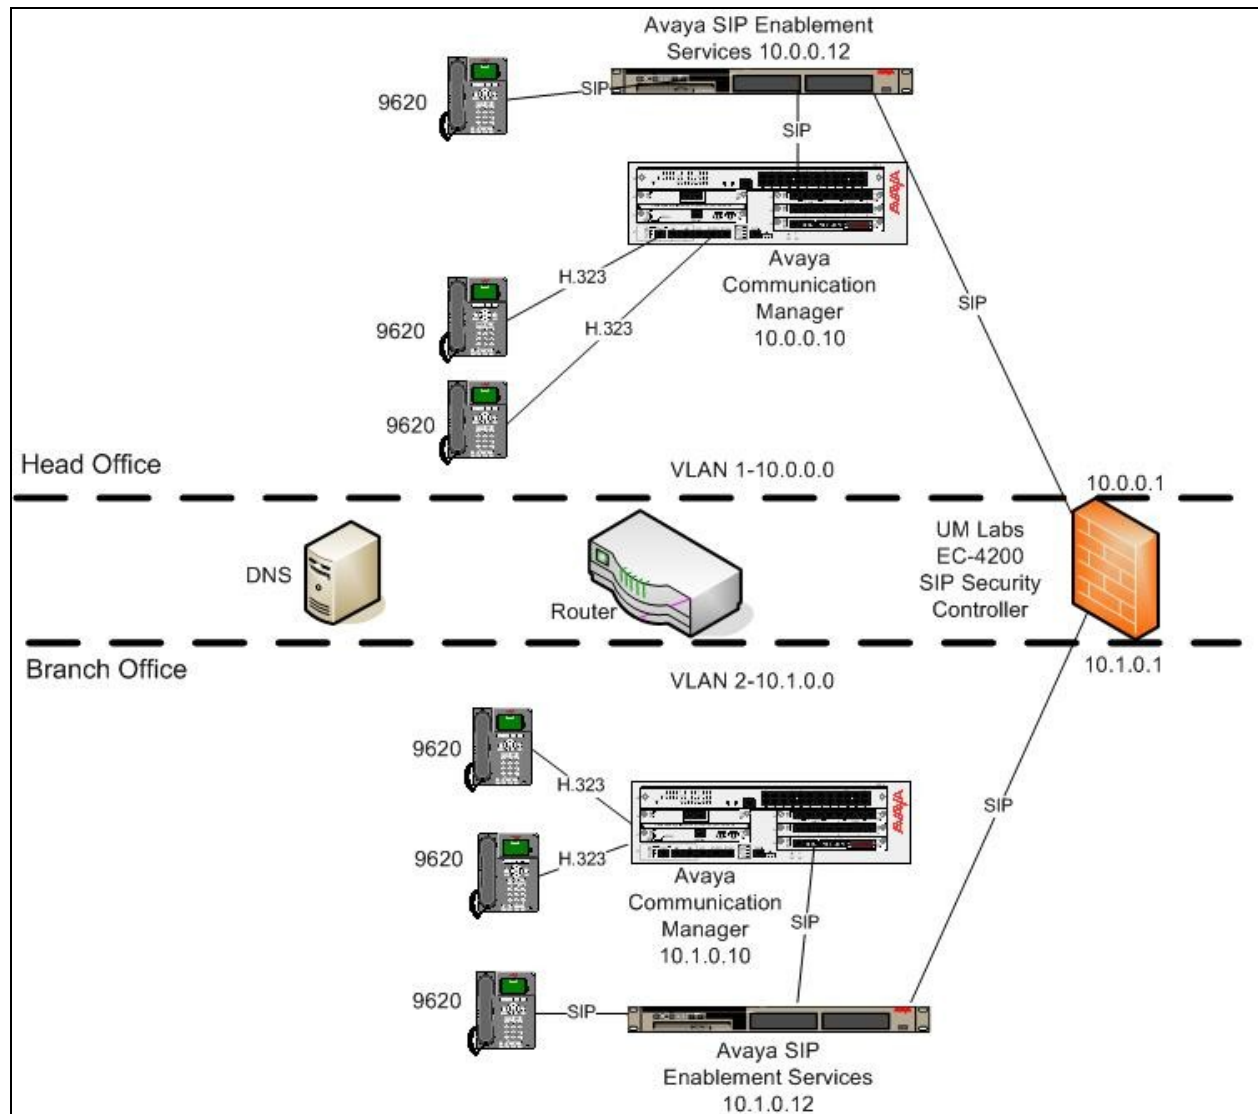 Avaya SIP Enablement
Services 10.0.0.12
9620
SIP
SIP
AVAYA
Avaya
Communication
Manager
10.0.0.10
H.323
9620
H.323
SIP
9620
Head Office
VLAN 1-10.0.0.0
10.0.0.1
DNS
Router
UM Labs
EC-4200
SIP Security
Controller
Branch Office
VLAN 2-10.1.0.0
10.1.0.1
9620
H.323
AVAYA
9620
H.323
SIP
Avaya
Communication
Manager
10.1.0.10
SIP
9620
SIP
Avaya SIP
Enablement Services
10.1.0.12